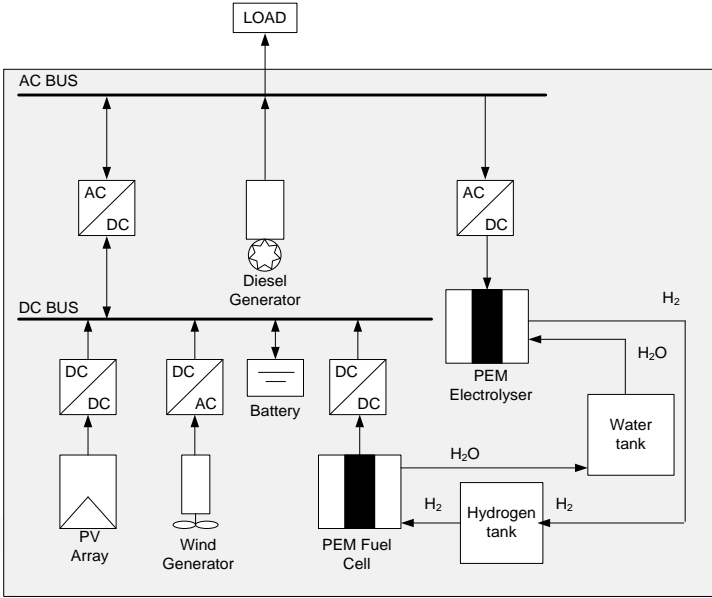 LOAD
AC BUS
AC
DC
AC
DC
Diesel
Generator
DC BUS
H₂
H₂O
PEM
Electrolyser
DC
DC
DC
AC
Battery
DC
DC
Water
tank
H₂O
PV
Array
Wind
Generator
PEM Fuel
Cell
H₂
Hydrogen
tank
H₂